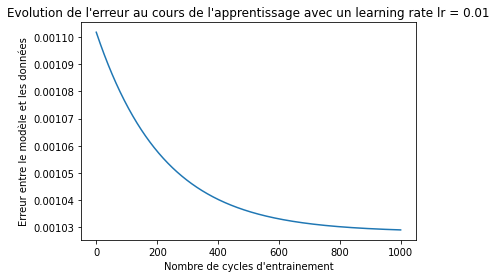 Evolution de l'erreur au cours de l'apprentissage avec un learning rate lr = 0.01
Erreur entre le modèle et les données
0.00110
0.00109
0.00108
0.00107
0.00106
0.00105
0.00104
0.00103
0 200 400 600 800 1000
Nombre de cycles d'entrainement